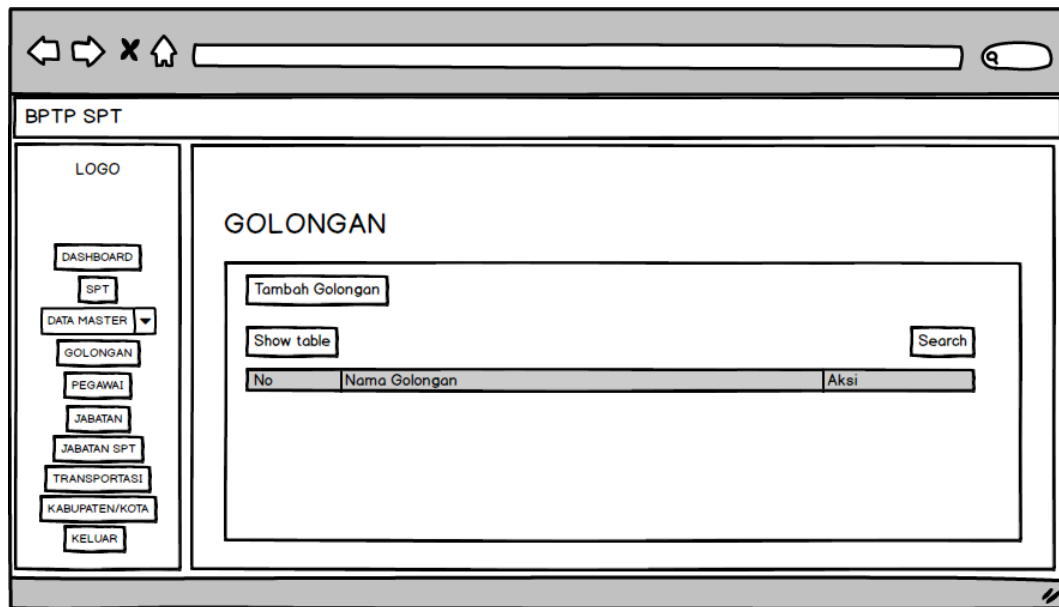 BPTP SPT
LOGO
DASHBOARD
SPT
DATA MASTER
GOLONGAN
PEGAWAI
JABATAN
JABATAN SPT
TRANSPORTASI
KABUPATEN/KOTA
KELUAR
GOLONGAN
Tambah Golongan
Show table Search
No Nama Golongan Aksi